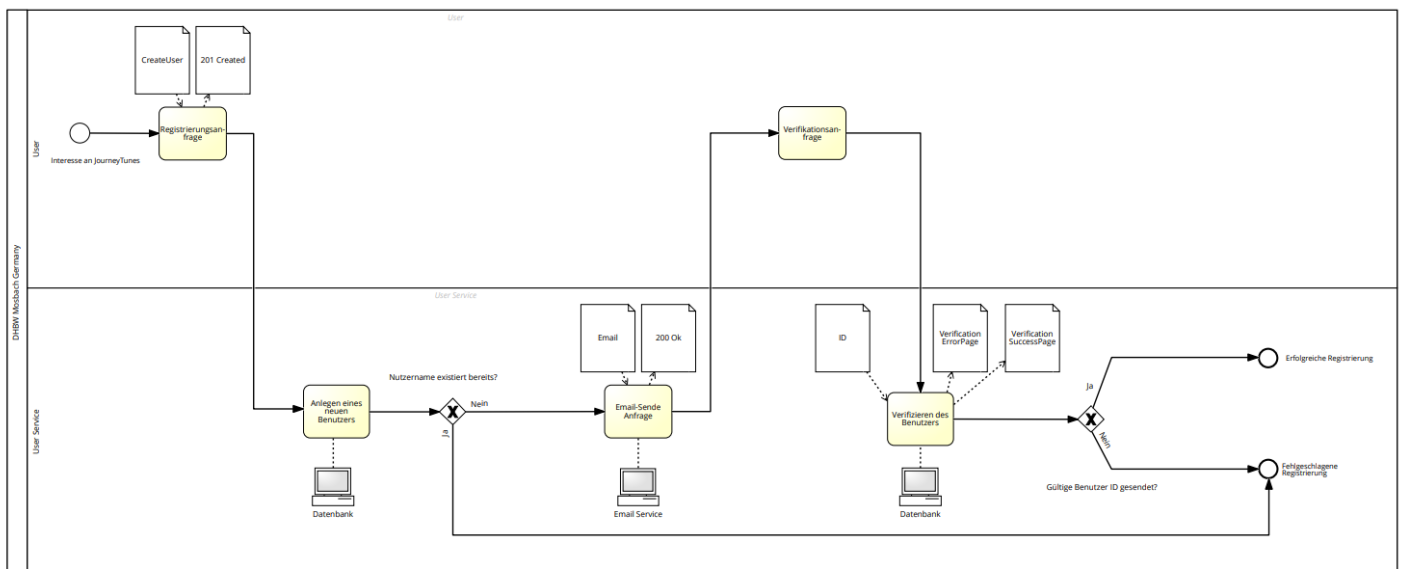 DHBW Mosbach Germany
User
User
CreateUser
201 Created
Registrierungsan-
frage
Interesse an JourneyTunes
Verifikationsan-
frage
User Service
User Service
Nutzername existiert bereits?
Anlegen eines
neuen
Benutzers
Datenbank
Nein
Ja
Email
200 Ok
Email-Sende
Anfrage
Email Service
ID
Verification
ErrorPage
Verification
SuccessPage
Verifizieren des
Benutzers
Datenbank
Ja
Nein
Gültige Benutzer ID gesendet?
Erfolgreiche Registrierung
Fehlgeschlagene
Registrierung